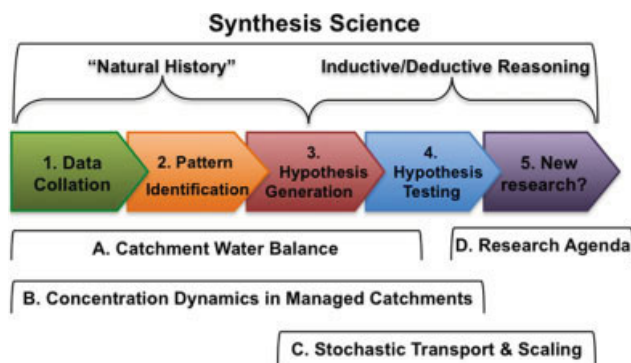 Synthesis Science
“Natural History”
Inductive/Deductive Reasoning
1. Data
Collation
2. Pattern
Identification
3.
Hypothesis
Generation
4.
Hypothesis
Testing
5. New
research?
A. Catchment Water Balance
D. Research Agenda
B. Concentration Dynamics in Managed Catchments
C. Stochastic Transport & Scaling